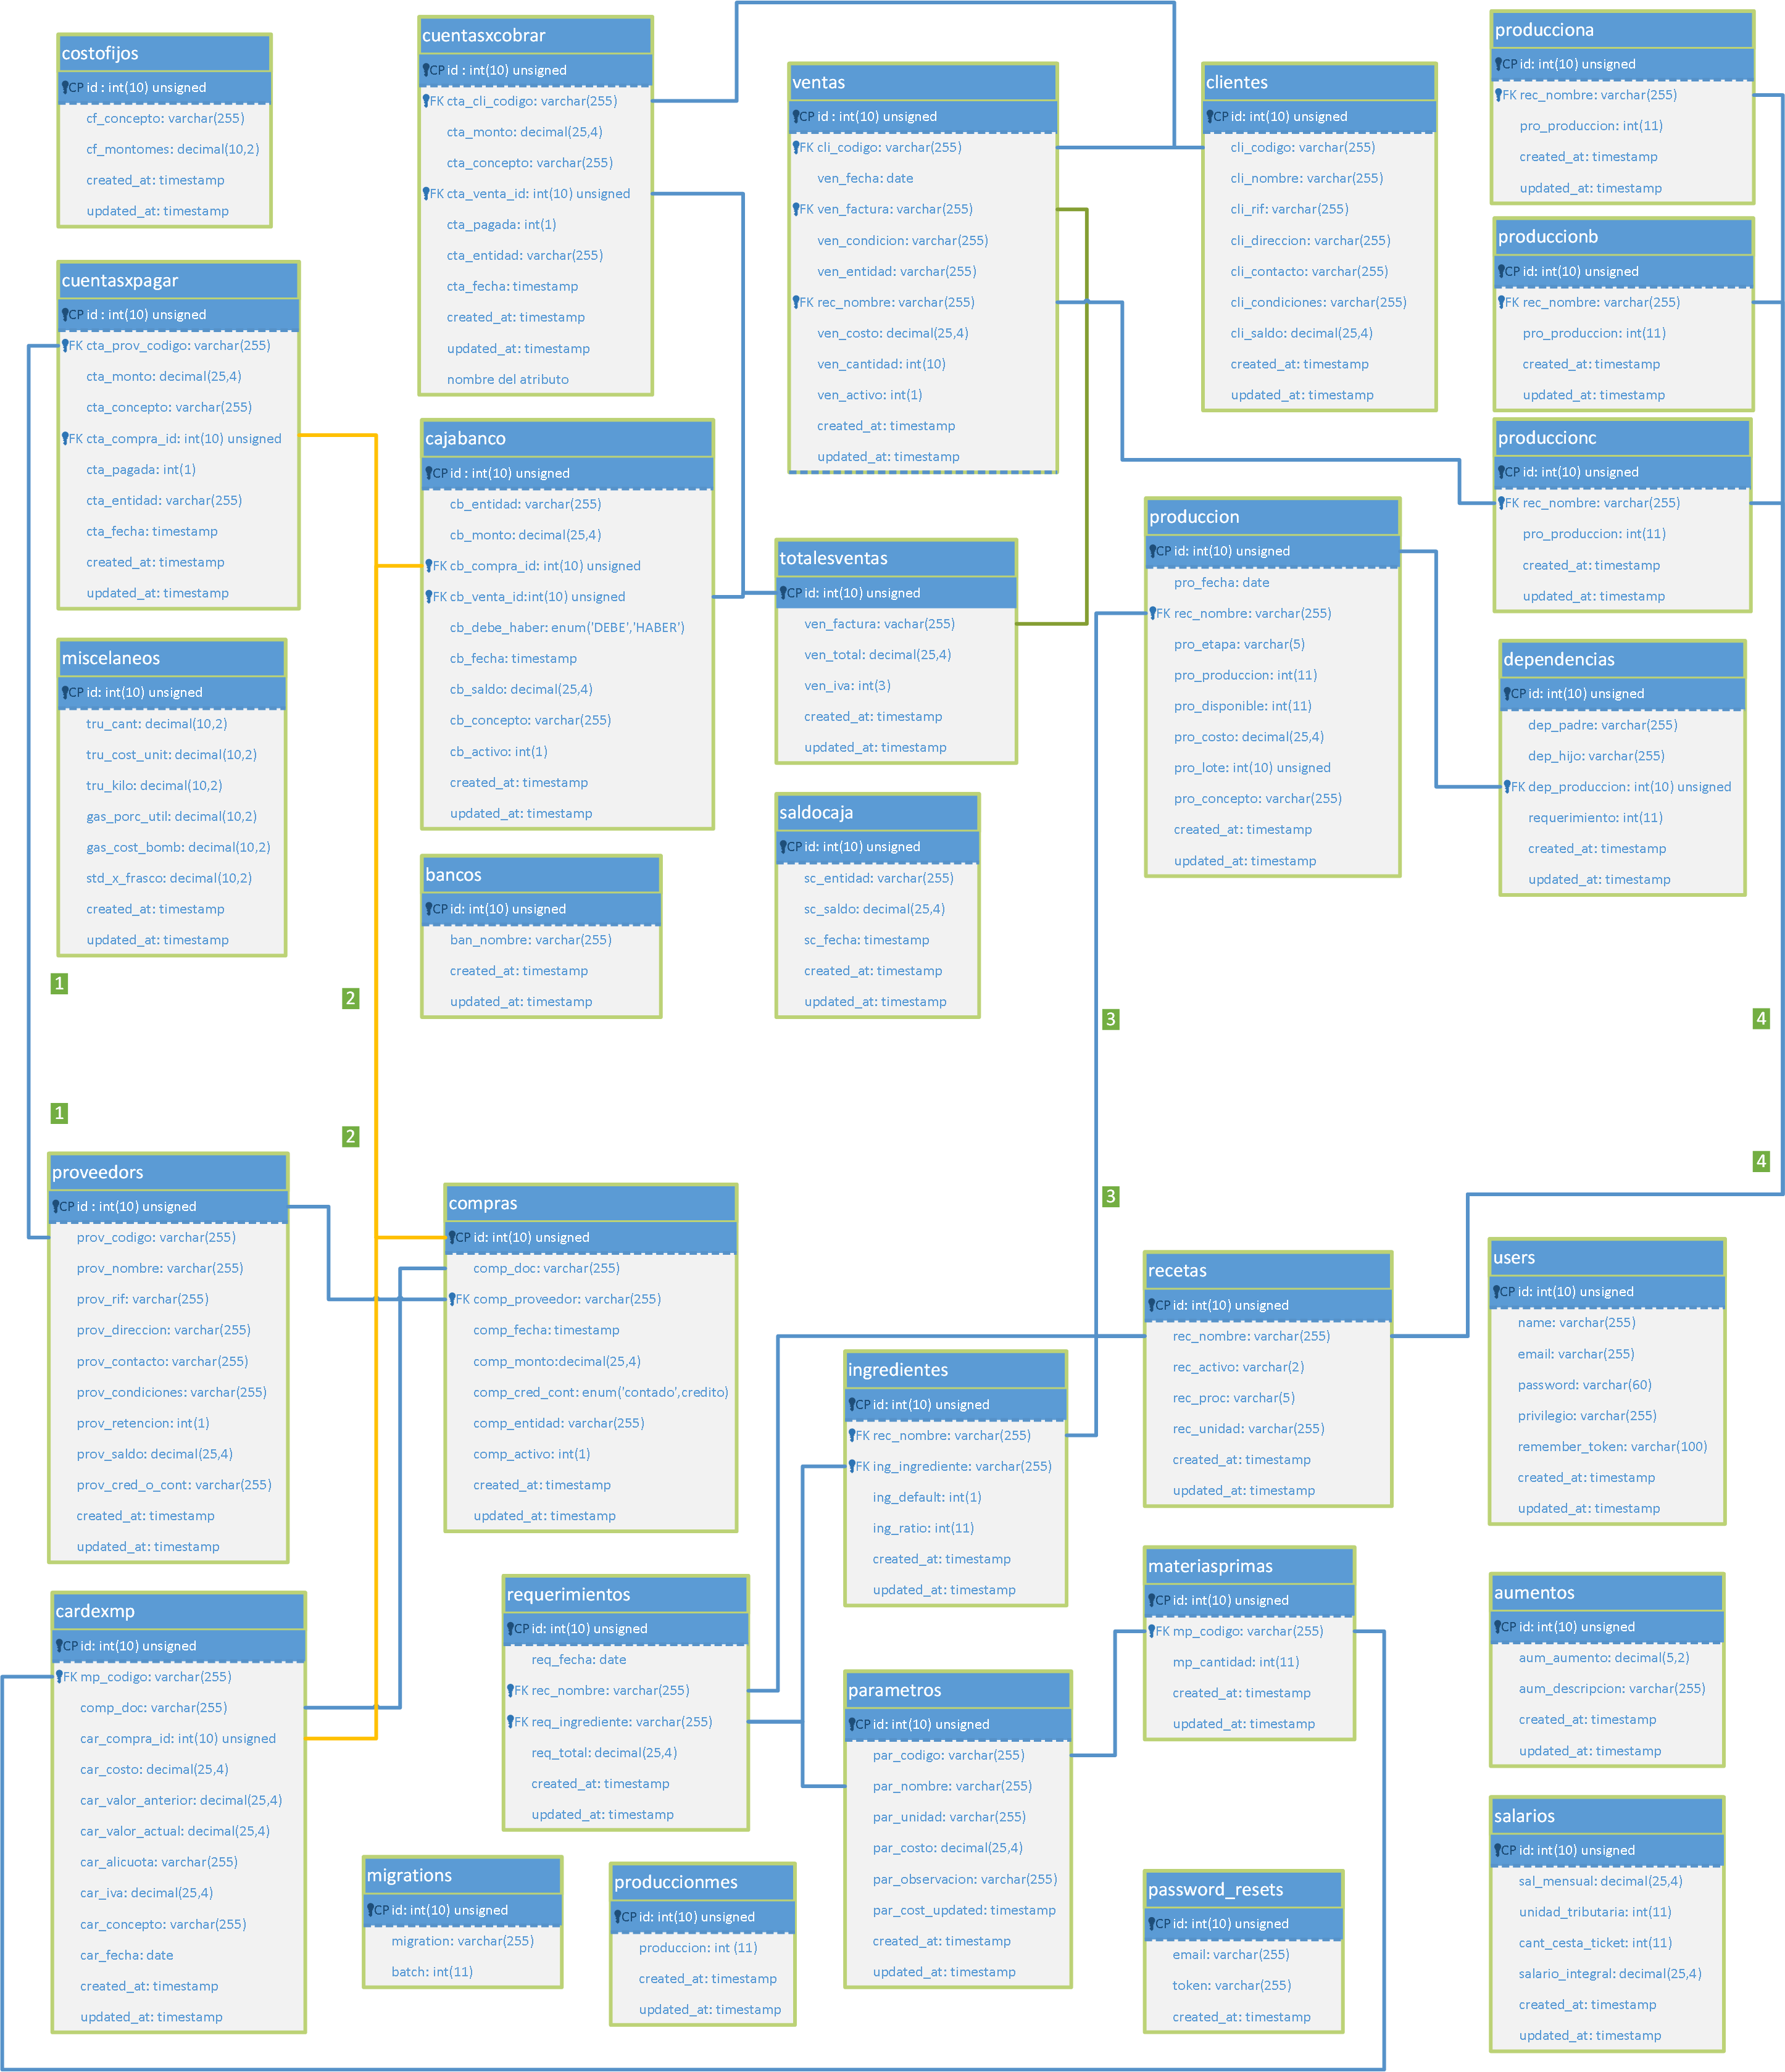 costofijos
CP id : int(10) unsigned
cf_concepto: varchar(255)
cf_montomes: decimal(10,2)
created_at: timestamp
updated_at: timestamp
cuentasxcobrar
CP id : int(10) unsigned
FK cta_cli_codigo: varchar(255)
cta_monto: decimal(25,4)
cta_concepto: varchar(255)
FK cta_venta_id: int(10) unsigned
cta_pagada: int(1)
cta_entidad: varchar(255)
cta_fecha: timestamp
created_at: timestamp
updated_at: timestamp
nombre del atributo
ventas
CP id : int(10) unsigned
FK cli_codigo: varchar(255)
ven_fecha: date
FK ven_factura: varchar(255)
ven_condicion: varchar(255)
ven_entidad: varchar(255)
FK rec_nombre: varchar(255)
ven_costo: decimal(25,4)
ven_cantidad: int(10)
ven_activo: int(1)
created_at: timestamp
updated_at: timestamp
clientes
CP id: int(10) unsigned
cli_codigo: varchar(255)
cli_nombre: varchar(255)
cli_rif: varchar(255)
cli_direccion: varchar(255)
cli_contacto: varchar(255)
cli_condiciones: varchar(255)
cli_saldo: decimal(25,4)
created_at: timestamp
updated_at: timestamp
producciona
CP id: int(10) unsigned
FK rec_nombre: varchar(255)
pro_produccion: int(11)
created_at: timestamp
updated_at: timestamp
produccionb
CP id: int(10) unsigned
FK rec_nombre: varchar(255)
pro_produccion: int(11)
created_at: timestamp
updated_at: timestamp
produccionc
CP id: int(10) unsigned
FK rec_nombre: varchar(255)
pro_produccion: int(11)
created_at: timestamp
updated_at: timestamp
cuentasxpagar
CP id : int(10) unsigned
FK cta_prov_codigo: varchar(255)
cta_monto: decimal(25,4)
cta_concepto: varchar(255)
FK cta_compra_id: int(10) unsigned
cta_pagada: int(1)
cta_entidad: varchar(255)
cta_fecha: timestamp
created_at: timestamp
updated_at: timestamp
cajabanco
CP id : int(10) unsigned
cb_entidad: varchar(255)
cb_monto: decimal(25,4)
FK cb_compra_id: int(10) unsigned
FK cb_venta_id:int(10) unsigned
cb_debe_haber: enum('DEBE','HABER')
cb_fecha: timestamp
cb_saldo: decimal(25,4)
cb_concepto: varchar(255)
cb_activo: int(1)
created_at: timestamp
updated_at: timestamp
totalesventas
CP id: int(10) unsigned
ven_factura: vachar(255)
ven_total: decimal(25,4)
ven_iva: int(3)
created_at: timestamp
updated_at: timestamp
produccion
CP id: int(10) unsigned
pro_fecha: date
FK rec_nombre: varchar(255)
pro_etapa: varchar(5)
pro_produccion: int(11)
pro_disponible: int(11)
pro_costo: decimal(25,4)
pro_lote: int(10) unsigned
pro_concepto: varchar(255)
created_at: timestamp
updated_at: timestamp
dependencias
CP id: int(10) unsigned
dep_padre: varchar(255)
dep_hijo: varchar(255)
FK dep_produccion: int(10) unsigned
requerimiento: int(11)
created_at: timestamp
updated_at: timestamp
miscelaneos
CP id: int(10) unsigned
tru_cant: decimal(10,2)
tru_cost_unit: decimal(10,2)
tru_kilo: decimal(10,2)
gas_porc_util: decimal(10,2)
gas_cost_bomb: decimal(10,2)
std_x_frasco: decimal(10,2)
created_at: timestamp
updated_at: timestamp
bancos
CP id: int(10) unsigned
ban_nombre: varchar(255)
created_at: timestamp
updated_at: timestamp
saldocaja
CP id: int(10) unsigned
sc_entidad: varchar(255)
sc_saldo: decimal(25,4)
sc_fecha: timestamp
created_at: timestamp
updated_at: timestamp
1
2
3
4
1
2
3
4
proveedors
CP id : int(10) unsigned
prov_codigo: varchar(255)
prov_nombre: varchar(255)
prov_rif: varchar(255)
prov_direccion: varchar(255)
prov_contacto: varchar(255)
prov_condiciones: varchar(255)
prov_retencion: int(1)
prov_saldo: decimal(25,4)
prov_cred_o_cont: varchar(255)
created_at: timestamp
updated_at: timestamp
compras
CP id: int(10) unsigned
comp_doc: varchar(255)
FK comp_proveedor: varchar(255)
comp_fecha: timestamp
comp_monto:decimal(25,4)
comp_cred_cont: enum('contado',credito)
comp_entidad: varchar(255)
comp_activo: int(1)
created_at: timestamp
updated_at: timestamp
recetas
CP id: int(10) unsigned
rec_nombre: varchar(255)
rec_activo: varchar(2)
rec_proc: varchar(5)
rec_unidad: varchar(255)
created_at: timestamp
updated_at: timestamp
users
CP id: int(10) unsigned
name: varchar(255)
email: varchar(255)
password: varchar(60)
privilegio: varchar(255)
remember_token: varchar(100)
created_at: timestamp
updated_at: timestamp
ingredientes
CP id: int(10) unsigned
FK rec_nombre: varchar(255)
FK ing_ingrediente: varchar(255)
ing_default: int(1)
ing_ratio: int(11)
created_at: timestamp
updated_at: timestamp
cardexmp
CP id: int(10) unsigned
FK mp_codigo: varchar(255)
comp_doc: varchar(255)
car_compra_id: int(10) unsigned
car_costo: decimal(25,4)
car_valor_anterior: decimal(25,4)
car_valor_actual: decimal(25,4)
car_alicuota: varchar(255)
car_iva: decimal(25,4)
car_concepto: varchar(255)
car_fecha: date
created_at: timestamp
updated_at: timestamp
requerimientos
CP id: int(10) unsigned
req_fecha: date
FK rec_nombre: varchar(255)
FK req_ingrediente: varchar(255)
req_total: decimal(25,4)
created_at: timestamp
updated_at: timestamp
materiasprimas
CP id: int(10) unsigned
FK mp_codigo: varchar(255)
mp_cantidad: int(11)
created_at: timestamp
updated_at: timestamp
aumentos
CP id: int(10) unsigned
aum_aumento: decimal(5,2)
aum_descripcion: varchar(255)
created_at: timestamp
updated_at: timestamp
parametros
CP id: int(10) unsigned
par_codigo: varchar(255)
par_nombre: varchar(255)
par_unidad: varchar(255)
par_costo: decimal(25,4)
par_observacion: varchar(255)
par_cost_updated: timestamp
created_at: timestamp
updated_at: timestamp
migrations
CP id: int(10) unsigned
migration: varchar(255)
batch: int(11)
produccionmes
CP id: int(10) unsigned
produccion: int (11)
created_at: timestamp
updated_at: timestamp
password_resets
CP id: int(10) unsigned
email: varchar(255)
token: varchar(255)
created_at: timestamp
salarios
CP id: int(10) unsigned
sal_mensual: decimal(25,4)
unidad_tributaria: int(11)
cant_cesta_ticket: int(11)
salario_integral: decimal(25,4)
created_at: timestamp
updated_at: timestamp